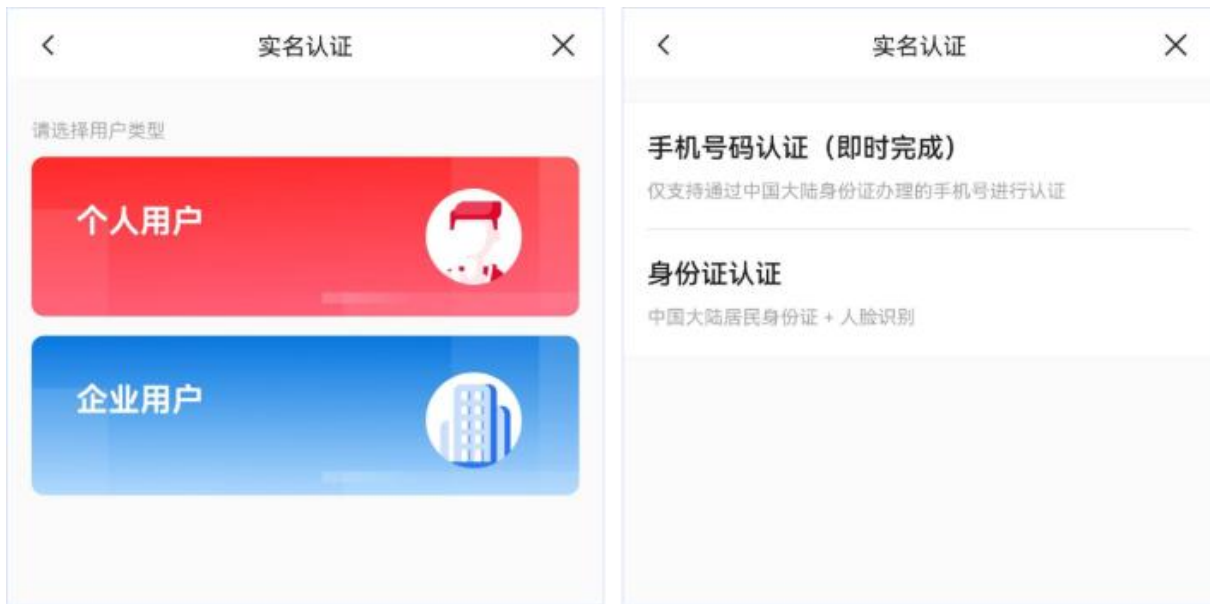 实名认证
请选择用户类型
个人用户
企业用户
实名认证
手机号码认证（即时完成）
仅支持通过中国大陆身份证办理的手机号进行认证
身份证认证
中国大陆居民身份证 + 人脸识别